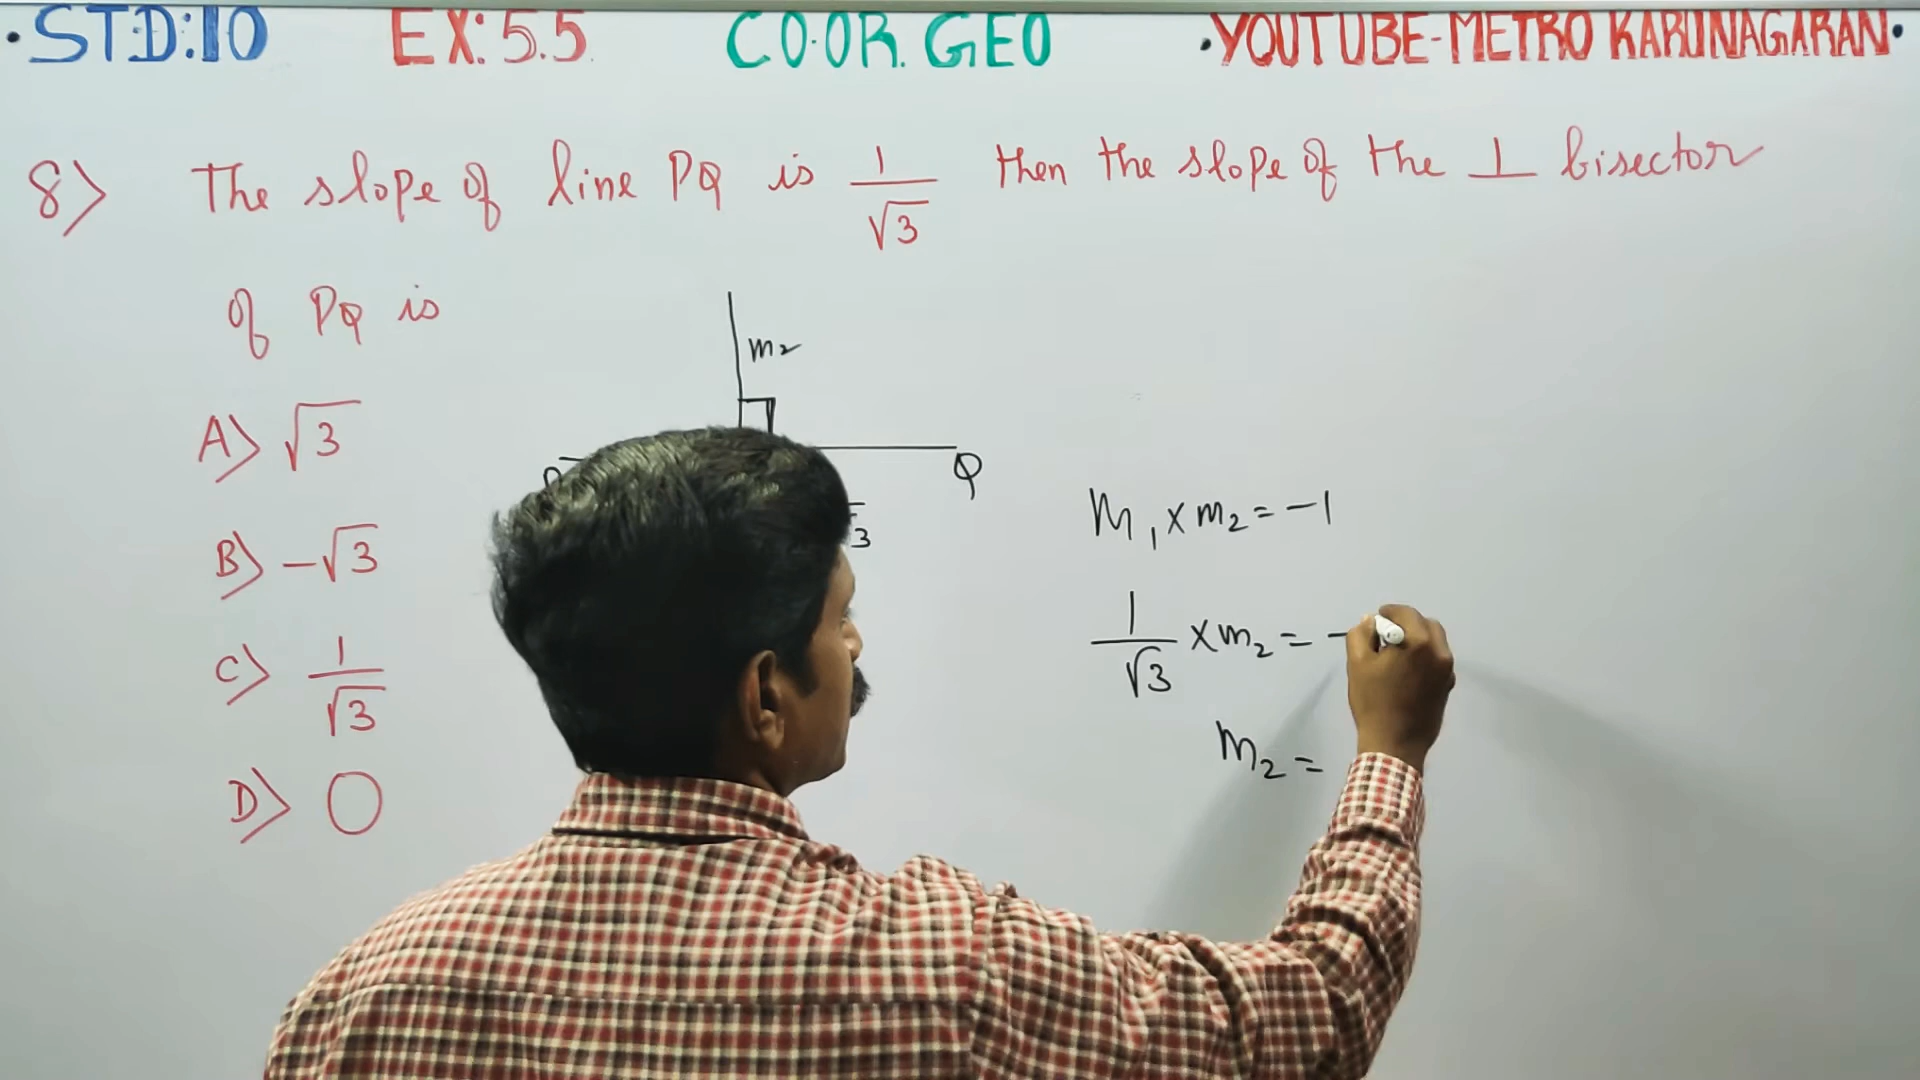 ·STD:10 EX:5.5 CO.OR. GEO ·YOUTUBE-METRO KARUNAGARAN·
8) The slope of line PQ is 1/√3 then the slope of the ⊥ bisector
of PQ is
A) √3
B) -√3
C) 1/√3
D) 0
m₂
Q
3
m₁ × m₂ = -1
1/√3 × m₂ = -
m₂ =